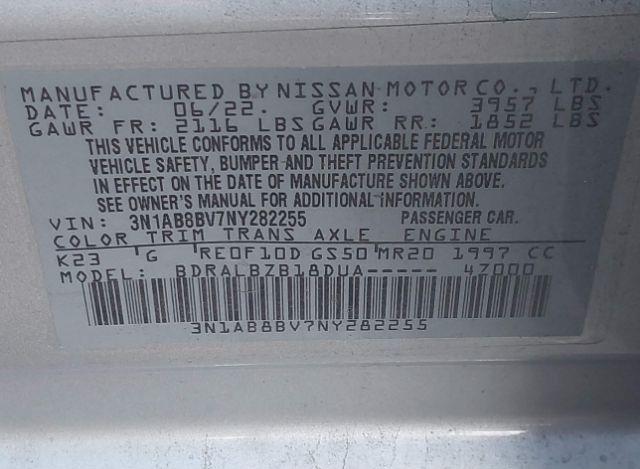 MANUFACTURED BY NISSAN MOTOR CO., LTD.
DATE: 06/22. GVWR: 3957 LBS
GAWR FR: 2116 LBS GAWR RR: 1852 LBS
THIS VEHICLE CONFORMS TO ALL APPLICABLE FEDERAL MOTOR
VEHICLE SAFETY, BUMPER AND THEFT PREVENTION STANDARDS
IN EFFECT ON THE DATE OF MANUFACTURE SHOWN ABOVE.
SEE OWNER'S MANUAL FOR ADDITIONAL INFORMATION.
VIN: 3N1AB8BV7NY282255 PASSENGER CAR.
COLOR TRIM TRANS AXLE ENGINE
K23 G RE0F10D GS50 MR20 1997 CC
MODEL: BDRALBZB18DUA----- 4Z000
3N1AB8BV7NY282255